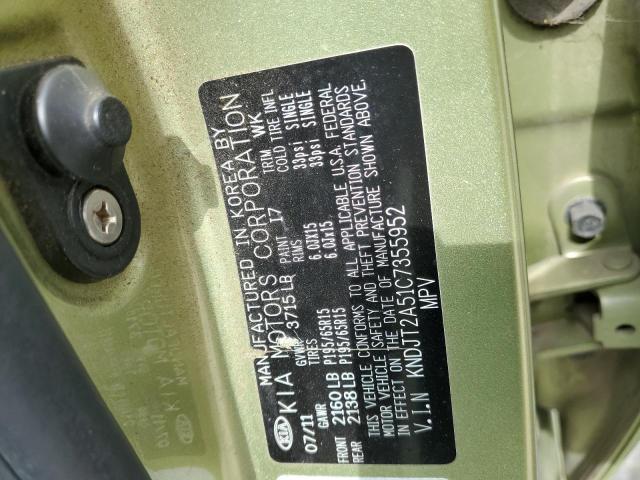 KIA
MANUFACTURED IN KOREA BY
KIA MOTORS CORPORATION
07/11 GVWR 3715 LB PAINT I7 TRIM WK
GAWR TIRES RIMS COLD TIRE INFL
FRONT 2160 LB P195/65R15 6.0JX15 33psi SINGLE
REAR 2138 LB P195/65R15 6.0JX15 33psi SINGLE
THIS VEHICLE CONFORMS TO ALL APPLICABLE U.S.A. FEDERAL
MOTOR VEHICLE SAFETY AND THEFT PREVENTION STANDARDS
IN EFFECT ON THE DATE OF MANUFACTURE SHOWN ABOVE.
V.I.N KNDJT2A51C7355952
MPV